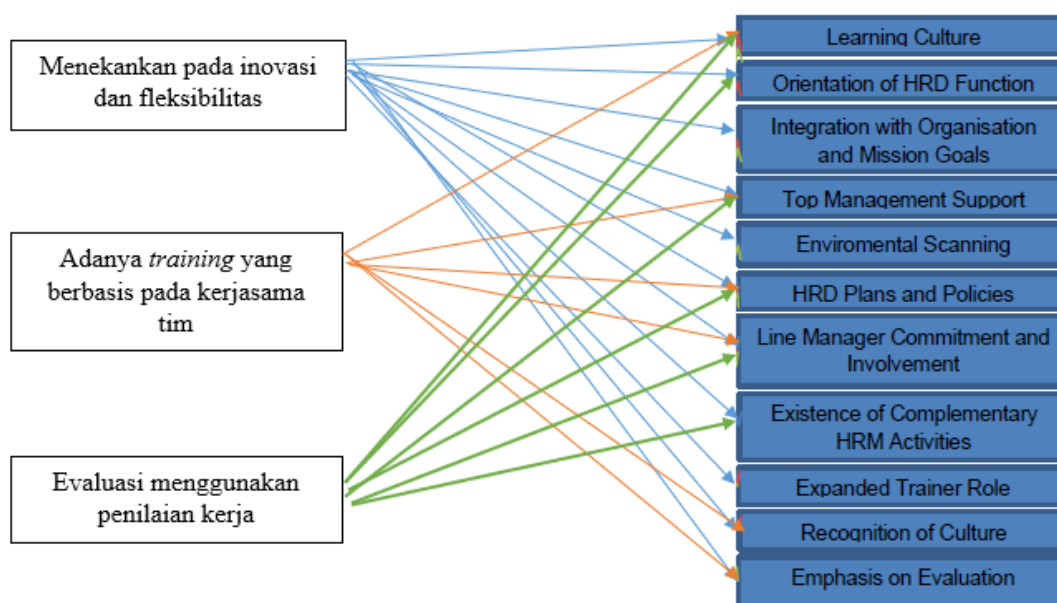 Menekankan pada inovasi
dan fleksibilitas
Adanya training yang
berbasis pada kerjasama
tim
Evaluasi menggunakan
penilaian kerja
Learning Culture
Orientation of HRD Function
Integration with Organisation
and Mission Goals
Top Management Support
Enviromental Scanning
HRD Plans and Policies
Line Manager Commitment and
Involvement
Existence of Complementary
HRM Activities
Expanded Trainer Role
Recognition of Culture
Emphasis on Evaluation